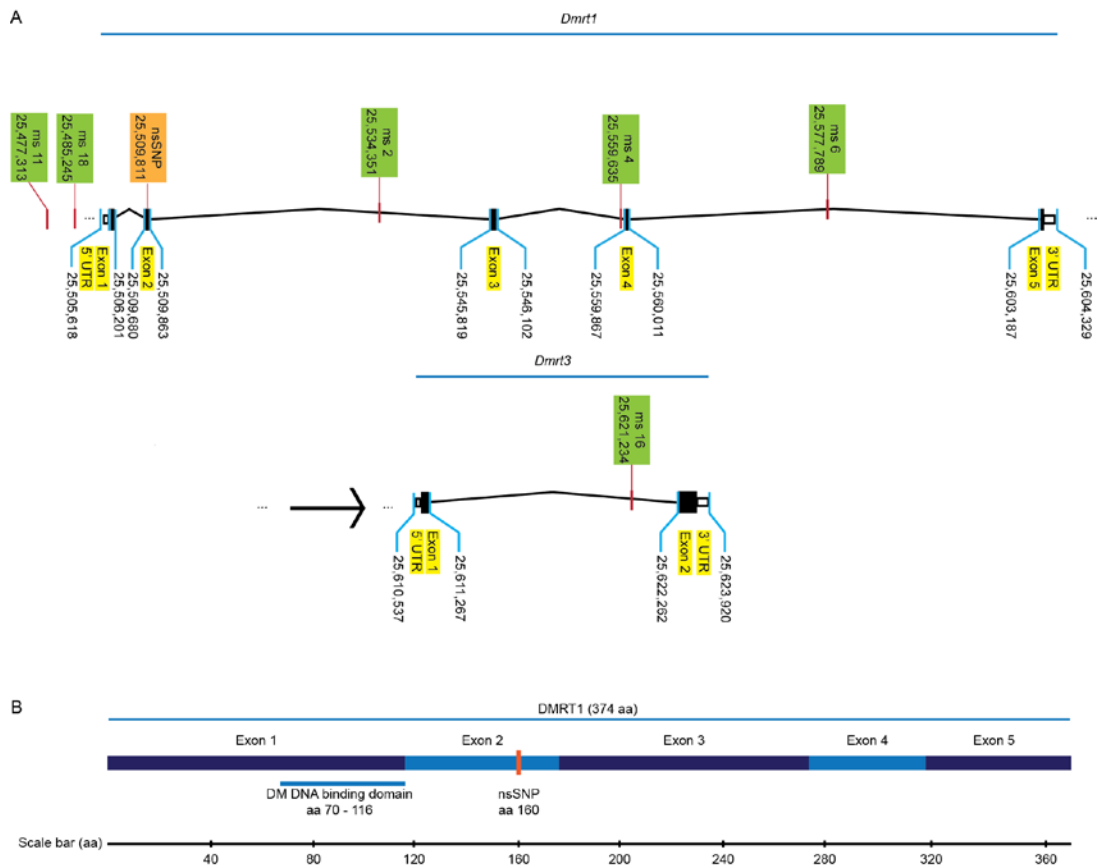 A
Dmrt1
ms 11
25,477,313
ms 18
25,485,245
nsSNP
25,509,811
ms 2
25,534,351
ms 4
25,559,635
ms 6
25,577,789
...
...
5' UTR
Exon 1
Exon 2
Exon 3
Exon 4
Exon 5
3' UTR
25,505,618
25,506,201
25,509,680
25,509,863
25,545,819
25,546,102
25,559,867
25,560,011
25,603,187
25,604,329
Dmrt3
ms 16
25,621,234
...
...
...
5' UTR
Exon 1
Exon 2
3' UTR
25,610,537
25,611,267
25,622,262
25,623,920
B
DMRT1 (374 aa)
Exon 1 Exon 2 Exon 3 Exon 4 Exon 5
DM DNA binding domain
aa 70 - 116
nsSNP
aa 160
Scale bar (aa)
40 80 120 160 200 240 280 320 360